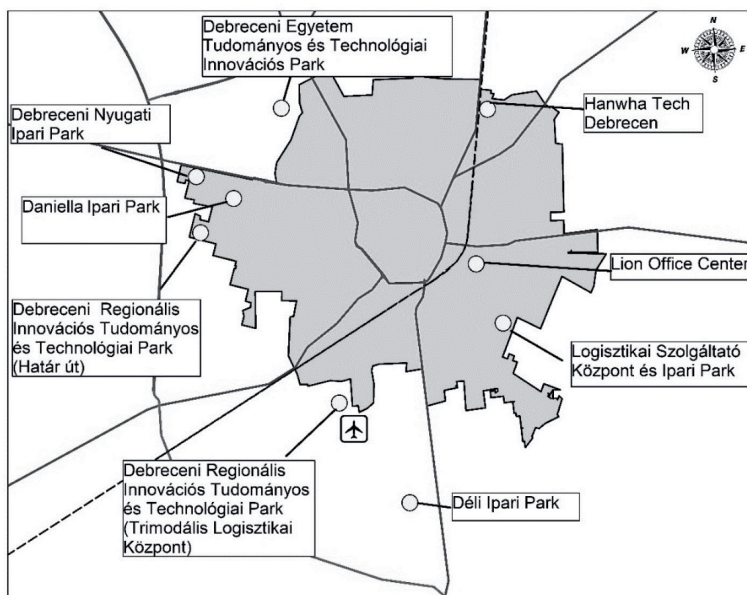 Debreceni Egyetem
Tudományos és Technológiai
Innovációs Park
N
W E
S
Debreceni Nyugati
Ipari Park
Hanwha Tech
Debrecen
Daniella Ipari Park
Lion Office Center
Debreceni Regionális
Innovációs Tudományos
és Technológiai Park
(Határ út)
Logisztikai Szolgáltató
Központ és Ipari Park
Debreceni Regionális
Innovációs Tudományos
és Technológiai Park
(Trimodális Logisztikai
Központ)
Déli Ipari Park